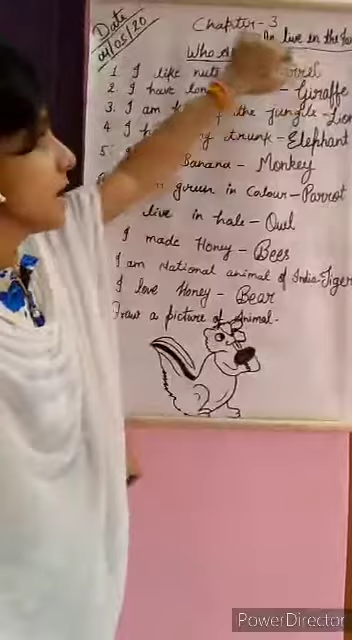 Date
04/05/20
Chapter - 3
live in the
Who
1. I like nuts
2. I have - Giraffe
3. I am the jungle - Lion
4. I trunk - Elephant
5. Banana - Monkey
green in Colour - Parrot
live in hole - Owl
I made Honey - Bees
I am National animal of India - Tiger
I love Honey - Bear
Draw a picture of Animal.
PowerDirector